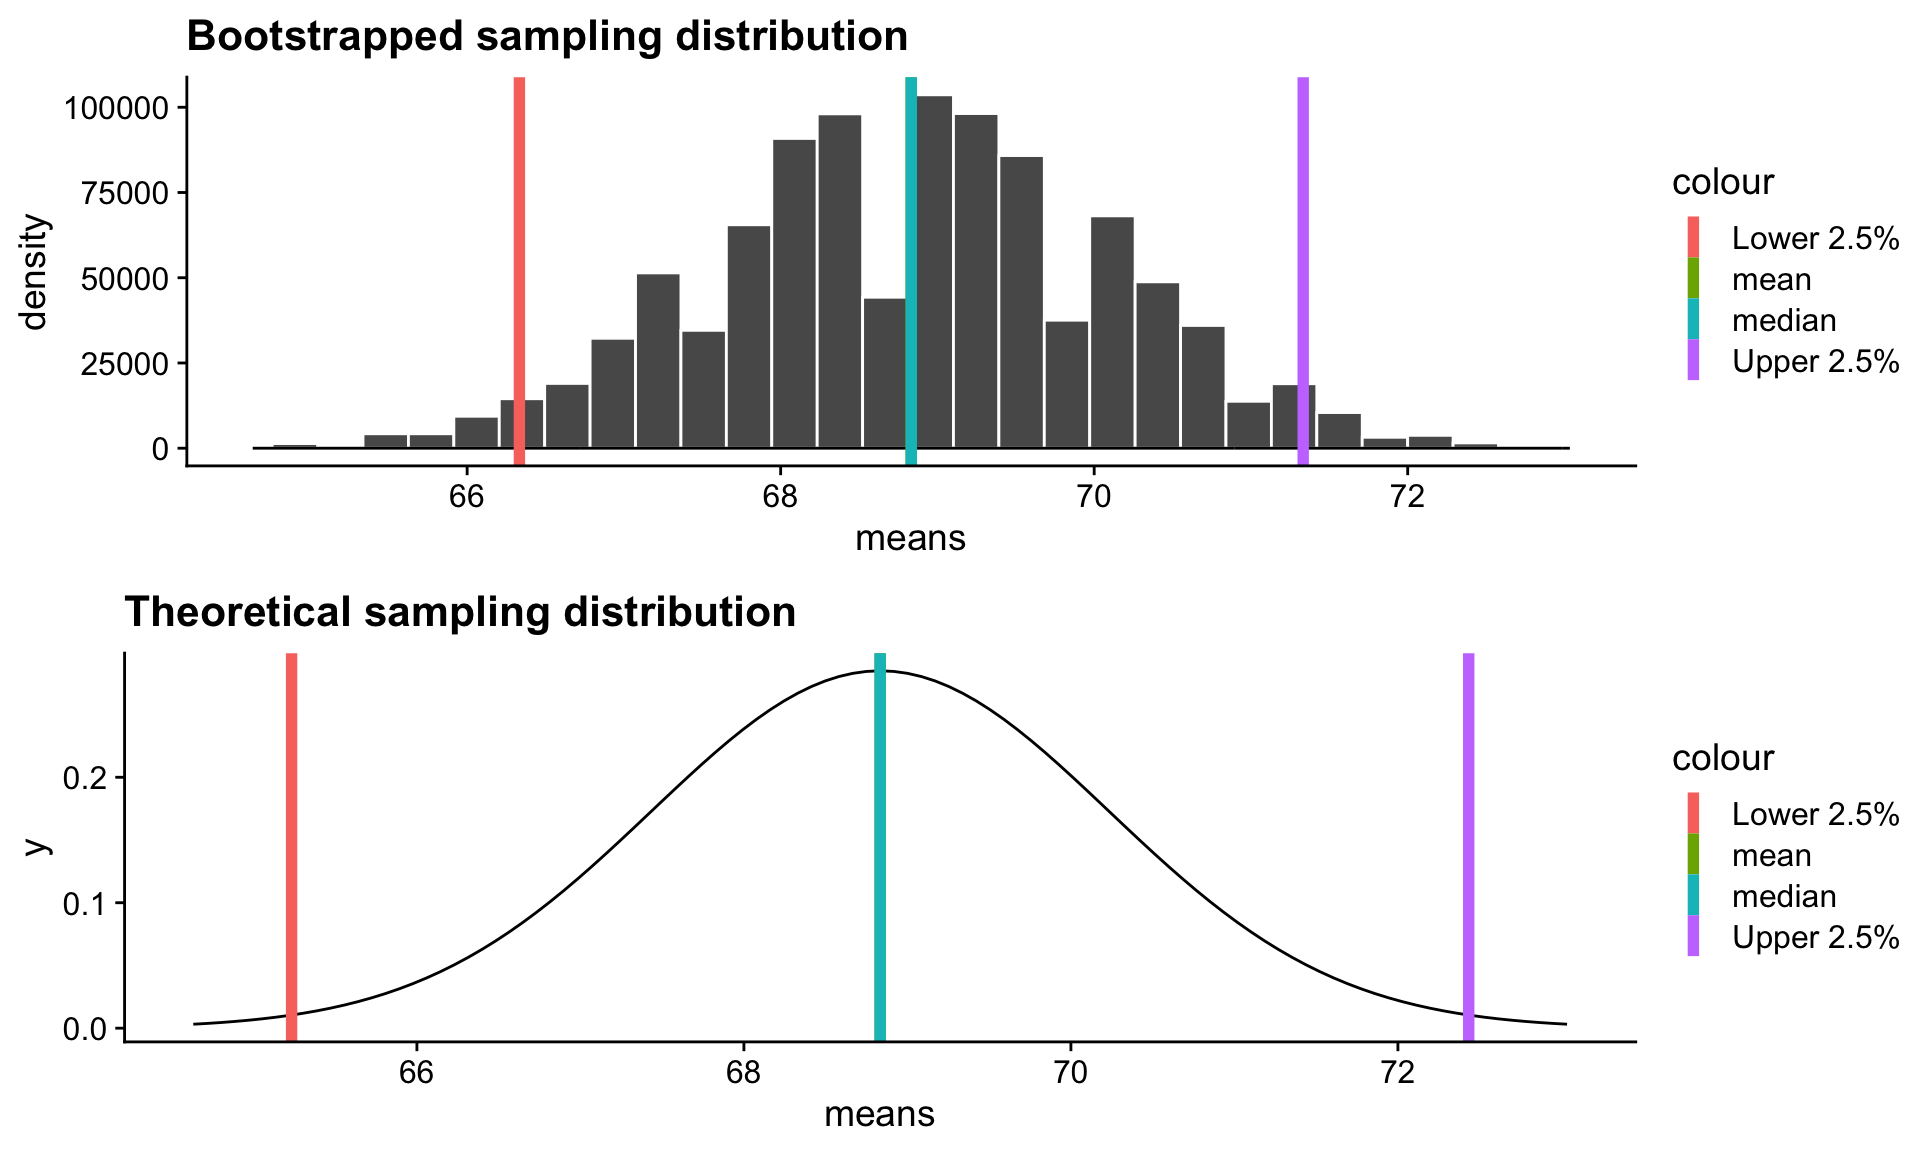 Bootstrapped sampling distribution
density
100000
75000
50000
25000
0
66 68 70 72
means
colour
Lower 2.5%
mean
median
Upper 2.5%
Theoretical sampling distribution
y
0.2
0.1
0.0
66 68 70 72
means
colour
Lower 2.5%
mean
median
Upper 2.5%